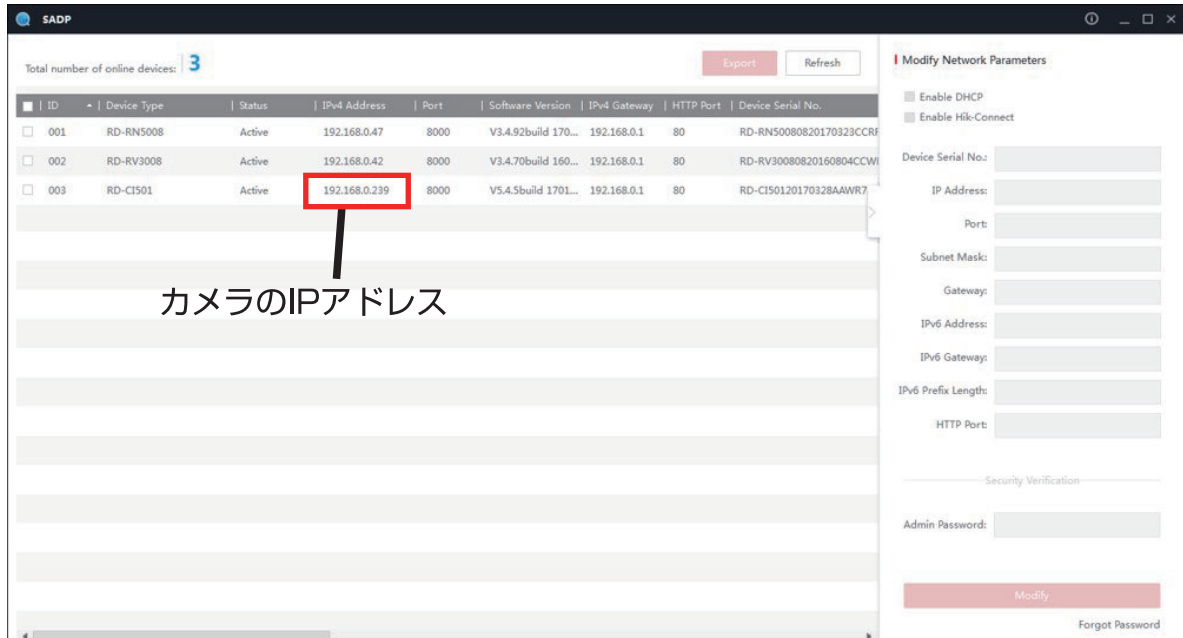 SADP
Total number of online devices: 3
Export
Refresh
ID | Device Type | Status | IPv4 Address | Port | Software Version | IPv4 Gateway | HTTP Port | Device Serial No.
001 RD-RN5008 Active 192.168.0.47 8000 V3.4.92build 170... 192.168.0.1 80 RD-RN50080820170323CCRR
002 RD-RV3008 Active 192.168.0.42 8000 V3.4.70build 160... 192.168.0.1 80 RD-RV30080820160804CCW
003 RD-CI501 Active 192.168.0.239 8000 V5.4.5build 1701... 192.168.0.1 80 RD-CI50120170328AAWR7
カメラのIPアドレス
Modify Network Parameters
Enable DHCP
Enable Hik-Connect
Device Serial No.:
IP Address:
Port:
Subnet Mask:
Gateway:
IPv6 Address:
IPv6 Gateway:
IPv6 Prefix Length:
HTTP Port:
Security Verification
Admin Password:
Modify
Forgot Password